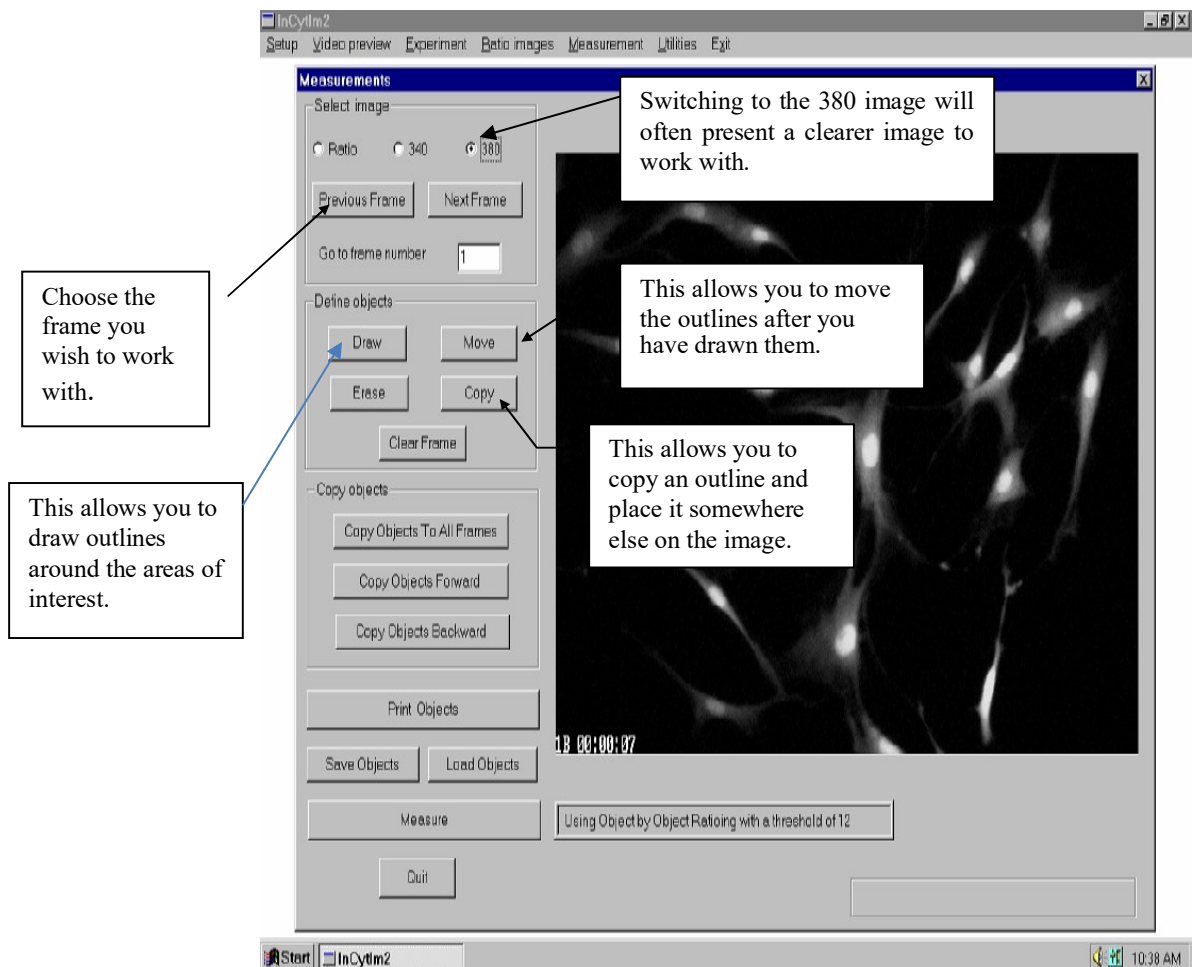 InCytIm2
Setup Video preview Experiment Ratio images Measurement Utilities Exit
Measurements
Select image
Ratio 340 380
Previous Frame Next Frame
Go to frame number 1
Define objects
Draw Move
Erase Copy
Clear Frame
Copy objects
Copy Objects To All Frames
Copy Objects Forward
Copy Objects Backward
Print Objects
Save Objects Load Objects
Measure
Quit
Switching to the 380 image will
often present a clearer image to
work with.
Choose the
frame you
wish to work
with.
This allows you to move
the outlines after you
have drawn them.
This allows you to
copy an outline and
place it somewhere
else on the image.
This allows you to
draw outlines
around the areas of
interest.
1B 00:00:07
Using Object by Object Ratioing with a threshold of 12
Start InCytIm2 10:38 AM